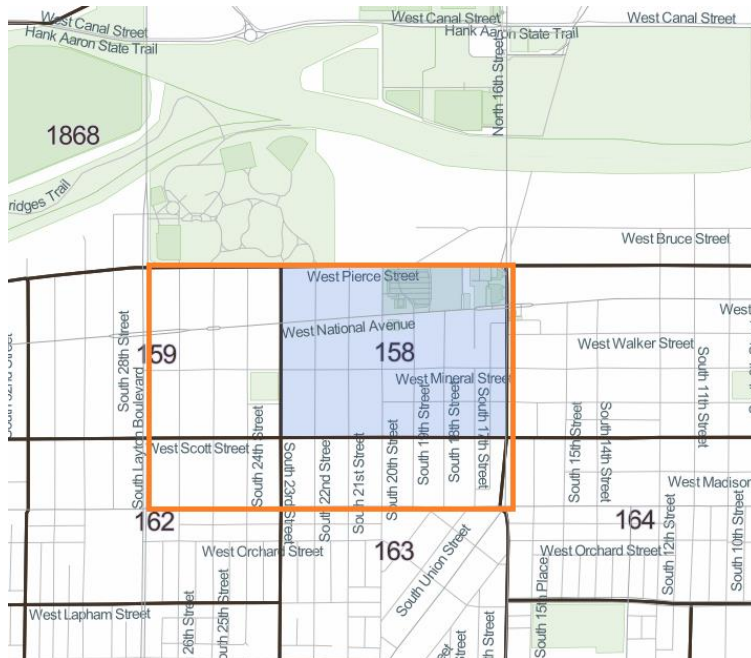 West Canal Street
Hank Aaron State Trail
West Canal Street
Hank Aaron State Trail
West Canal Street
North 16th Street
1868
ridges Trail
West Bruce Street
West Pierce Street
West National Avenue
West
South 28th Street
159
158
West Walker Street
West Mineral Street
South Layton Boulevard
South 24th Street
South 19th Street
South 18th Street
South 17th Street
South 20th Street
South 15th Street
South 14th Street
South 11th Street
West Scott Street
South 23rd Street
South 22nd Street
South 21st Street
West Madison
162
163
164
West Orchard Street
West Orchard Street
South Union Street
South 12th Street
South 10th Street
West Lapham Street
26th Street
South 25th Street
South 15th Place